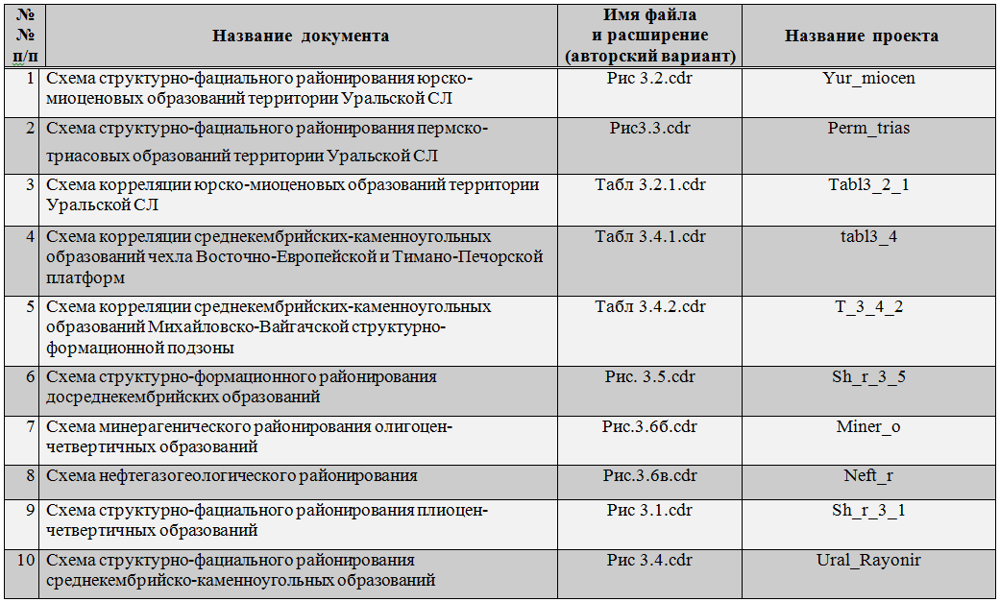 №
№
п/п
Название документа
Имя файла
и расширение
(авторский вариант)
Название проекта
1 Схема структурно-фациального районирования юрско-
миоценовых образований территории Уральской СЛ
Рис 3.2.cdr
Yur_miocen
2 Схема структурно-фациального районирования пермско-
триасовых образований территории Уральской СЛ
Рис3.3.cdr
Perm_trias
3 Схема корреляции юрско-миоценовых образований территории
Уральской СЛ
Табл 3.2.1.cdr
Tabl3_2_1
4 Схема корреляции среднекембрийских-каменноугольных
образований чехла Восточно-Европейской и Тимано-Печорской
платформ
Табл 3.4.1.cdr
tabl3_4
5 Схема корреляции среднекембрийских-каменноугольных
образований Михайловско-Вайгачской структурно-
формационной подзоны
Табл 3.4.2.cdr
T_3_4_2
6 Схема структурно-формационного районирования
досреднекембрийских образований
Рис. 3.5.cdr
Sh_r_3_5
7 Схема минерагенического районирования олигоцен-
четвертичных образований
Рис.3.6б.cdr
Miner_o
8 Схема нефтегазогеологического районирования
Рис.3.6в.cdr
Neft_r
9 Схема структурно-фациального районирования плиоцен-
четвертичных образований
Рис 3.1.cdr
Sh_r_3_1
10 Схема структурно-фациального районирования
среднекембрийско-каменноугольных образований
Рис 3.4.cdr
Ural_Rayonir